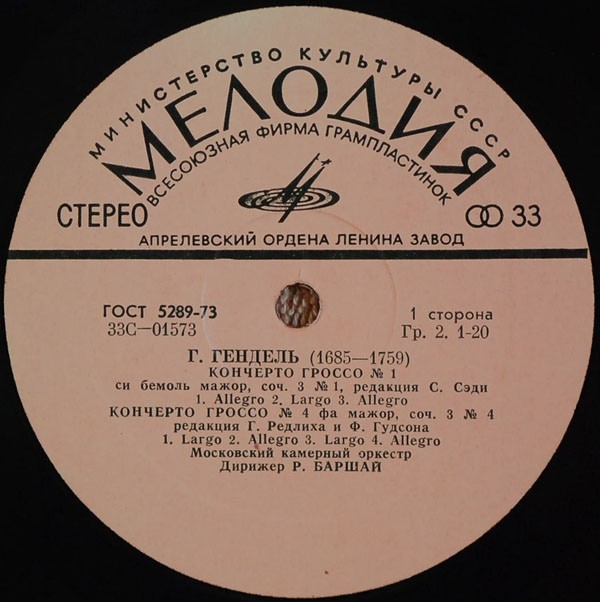 МИНИСТЕРСТВО КУЛЬТУРЫ СССР
МЕЛОДИЯ
ВСЕСОЮЗНАЯ ФИРМА ГРАМПЛАСТИНОК
СТЕРЕО
33
АПРЕЛЕВСКИЙ ОРДЕНА ЛЕНИНА ЗАВОД
ГОСТ 5289-73
33С—01573
1 сторона
Гр. 2. 1-20
Г. ГЕНДЕЛЬ (1685—1759)
КОНЧЕРТО ГРОССО № 1
си бемоль мажор, соч. 3 № 1, редакция С. Сэди
1. Allegro 2. Largo 3. Allegro
КОНЧЕРТО ГРОССО № 4 фа мажор, соч. 3 № 4
редакция Г. Редлиха и Ф. Гудсона
1. Largo 2. Allegro 3. Largo 4. Allegro
Московский камерный оркестр
Дирижер Р. БАРШАЙ